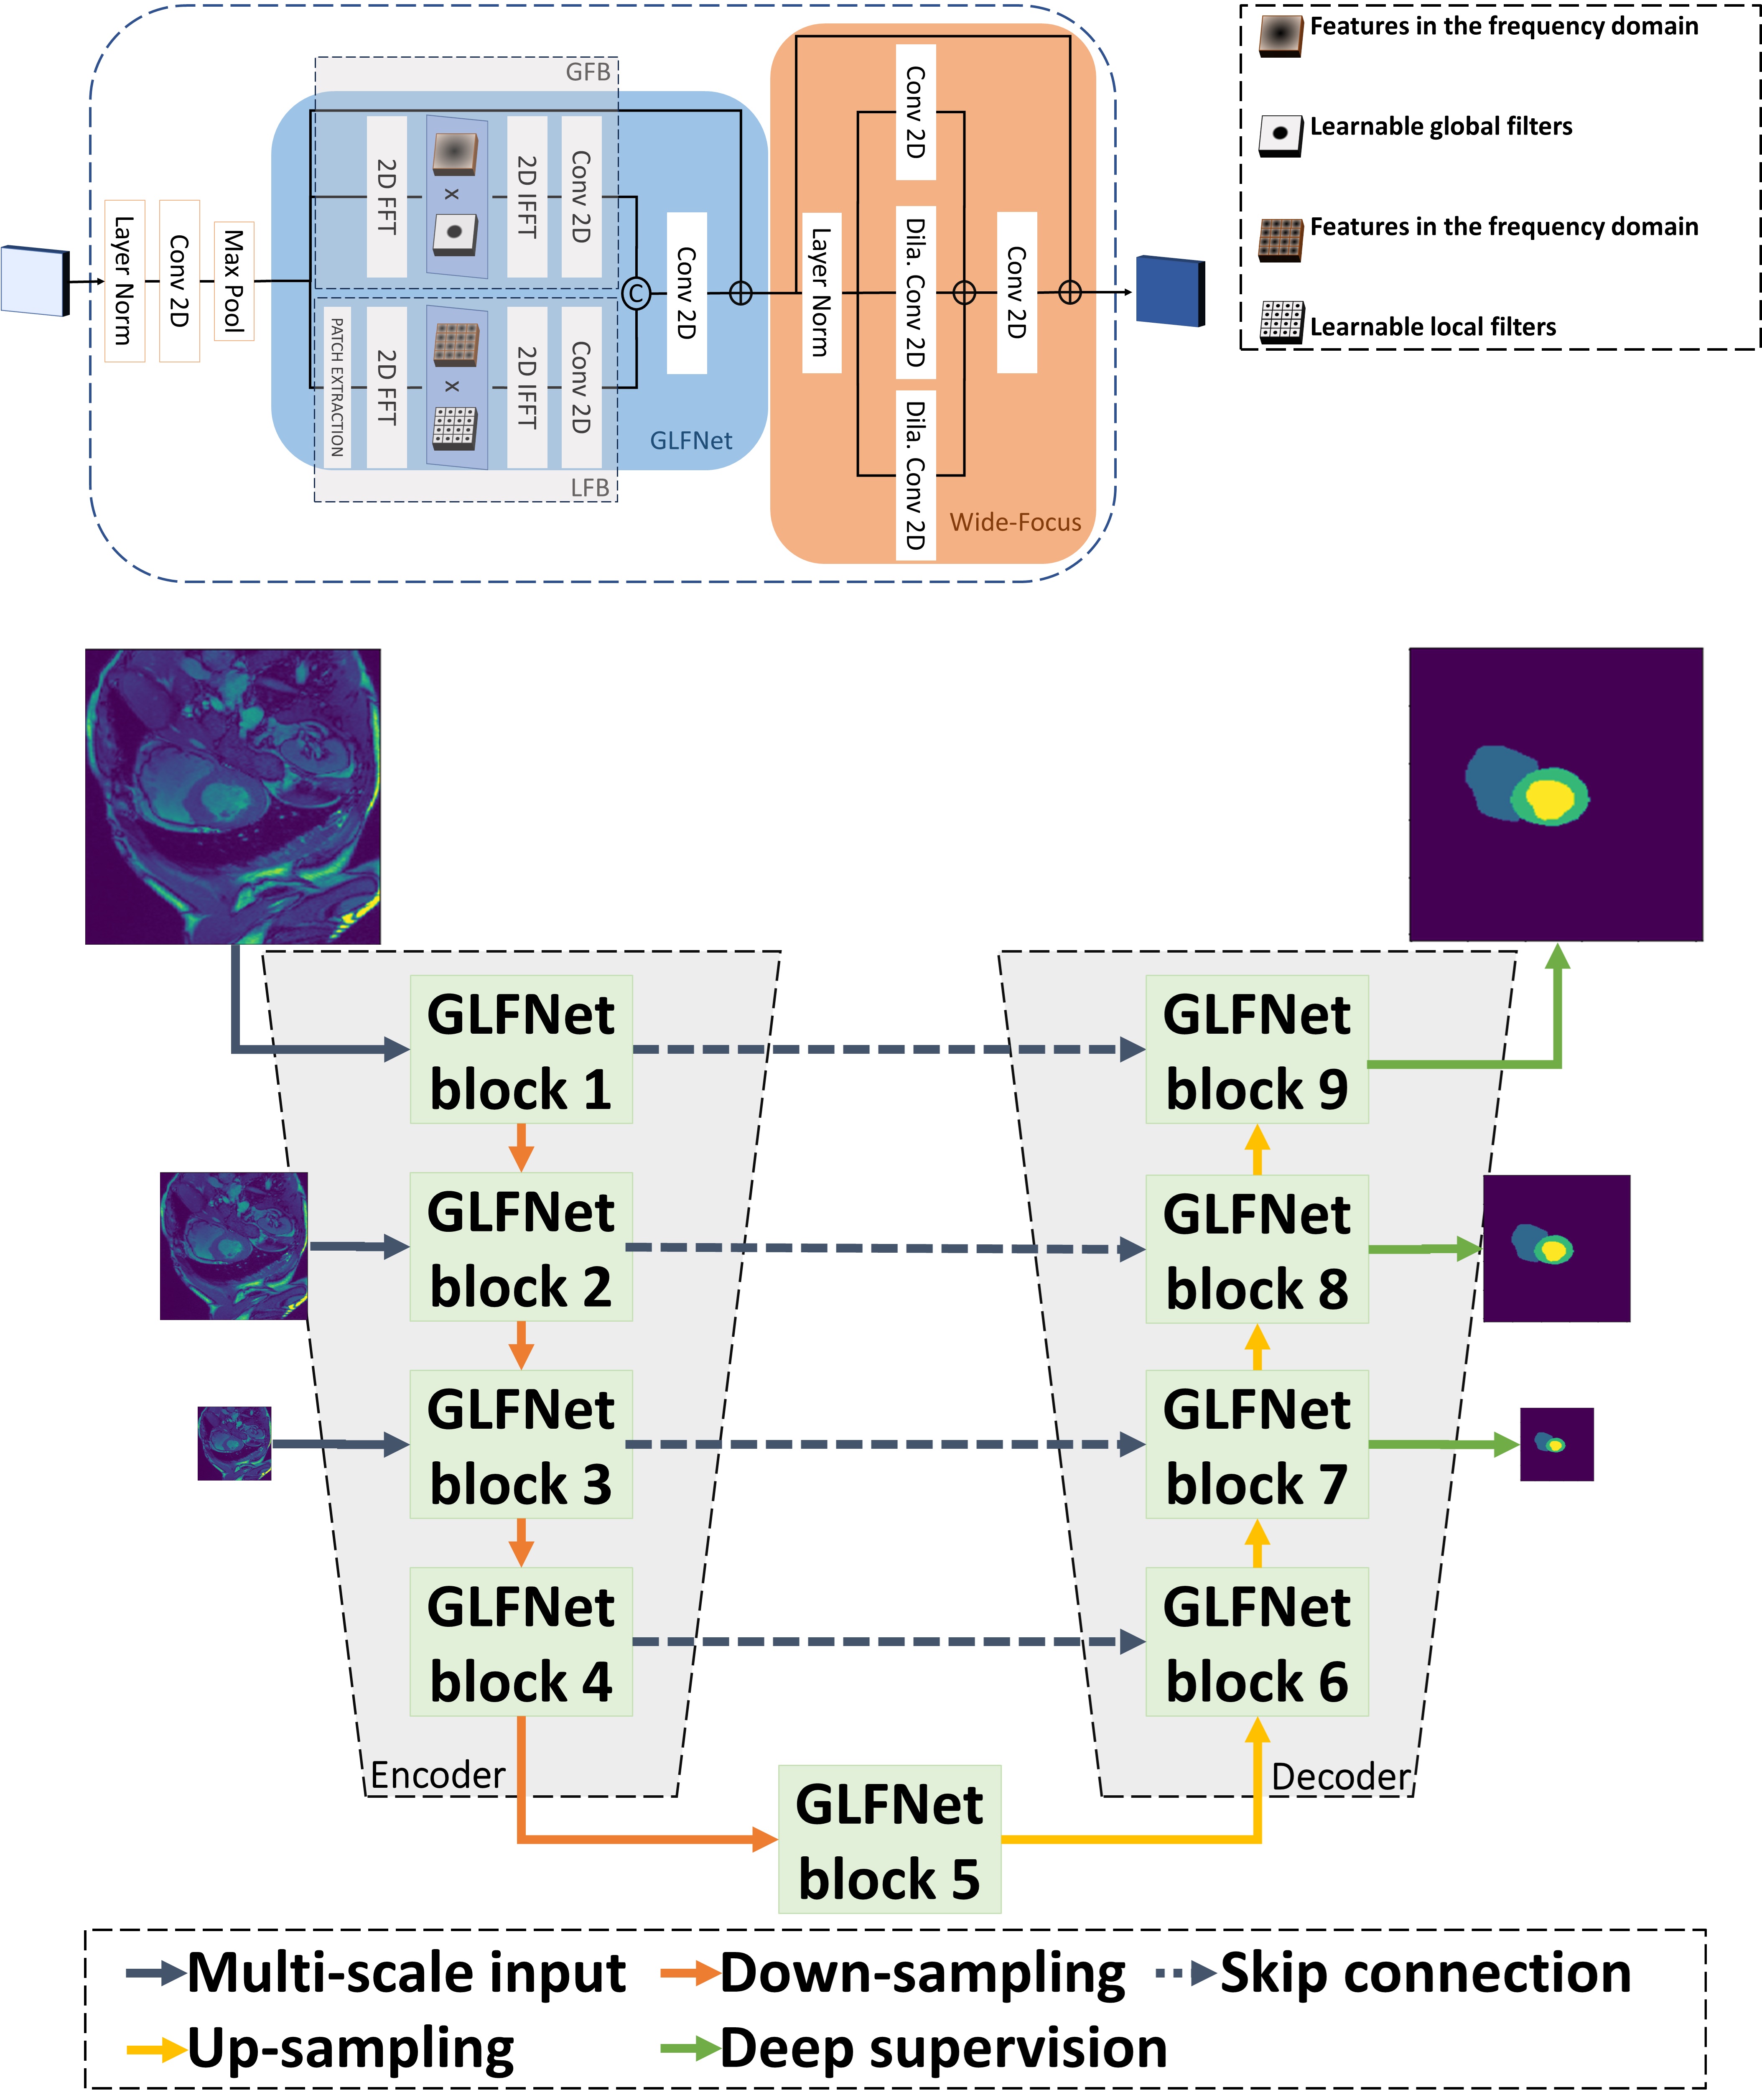 GFB
Layer Norm
Conv 2D
Max Pool
2D FFT
x
2D IFFT
Conv 2D
PATCH EXTRACTION
2D FFT
x
2D IFFT
Conv 2D
LFB
C
Conv 2D
GLFNet
Layer Norm
Conv 2D
Dila. Conv 2D
Dila. Conv 2D
Conv 2D
Wide-Focus
Features in the frequency domain
Learnable global filters
Features in the frequency domain
Learnable local filters
GLFNet
block 1
GLFNet
block 2
GLFNet
block 3
GLFNet
block 4
Encoder
GLFNet
block 5
GLFNet
block 9
GLFNet
block 8
GLFNet
block 7
GLFNet
block 6
Decoder
Multi-scale input
Down-sampling
Skip connection
Up-sampling
Deep supervision